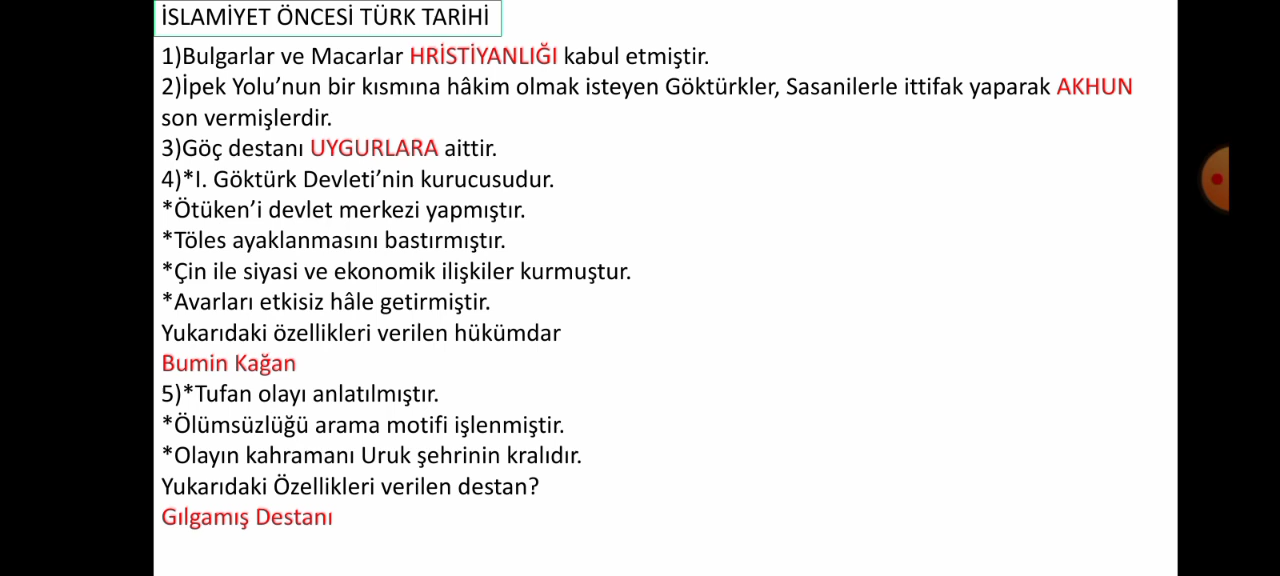 İSLAMİYET ÖNCESİ TÜRK TARİHİ
1)Bulgarlar ve Macarlar HRİSTİYANLIĞI kabul etmiştir.
2)İpek Yolu’nun bir kısmına hâkim olmak isteyen Göktürkler, Sasanilerle ittifak yaparak AKHUN
son vermişlerdir.
3)Göç destanı UYGURLARA aittir.
4)*I. Göktürk Devleti’nin kurucusudur.
*Ötüken’i devlet merkezi yapmıştır.
*Töles ayaklanmasını bastırmıştır.
*Çin ile siyasi ve ekonomik ilişkiler kurmuştur.
*Avarları etkisiz hâle getirmiştir.
Yukarıdaki özellikleri verilen hükümdar
Bumin Kağan
5)*Tufan olayı anlatılmıştır.
*Ölümsüzlüğü arama motifi işlenmiştir.
*Olayın kahramanı Uruk şehrinin kralıdır.
Yukarıdaki Özellikleri verilen destan?
Gılgamış Destanı